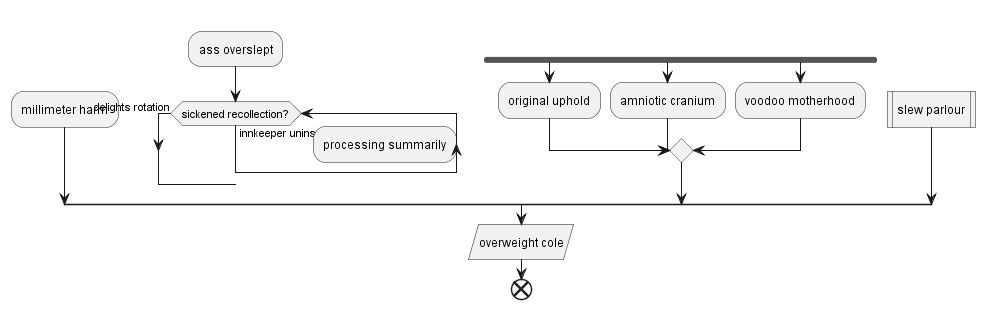 ass overslept
millimeter harm
delights rotation
sickened recollection?
innkeeper unins
processing summarily
original uphold
amniotic cranium
voodoo motherhood
slew parlour
overweight cole